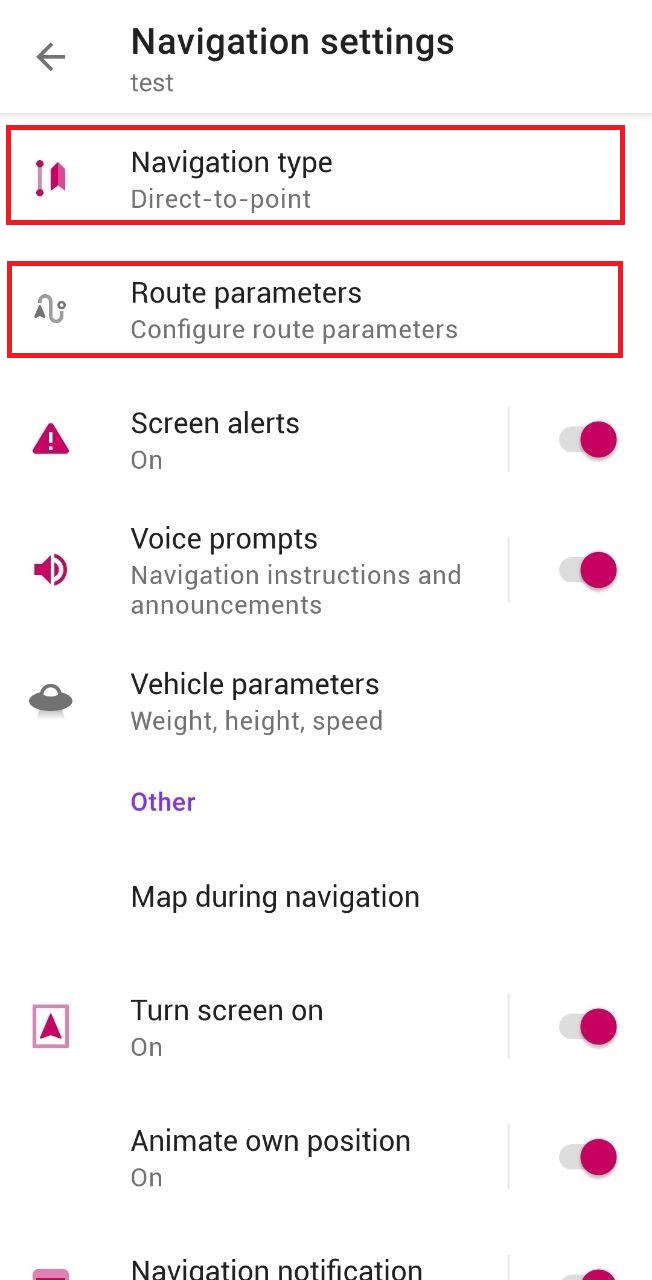 Navigation settings
test
Navigation type
Direct-to-point
Route parameters
Configure route parameters
Screen alerts
On
Voice prompts
Navigation instructions and
announcements
Vehicle parameters
Weight, height, speed
Other
Map during navigation
Turn screen on
On
Animate own position
On
Navigation notification